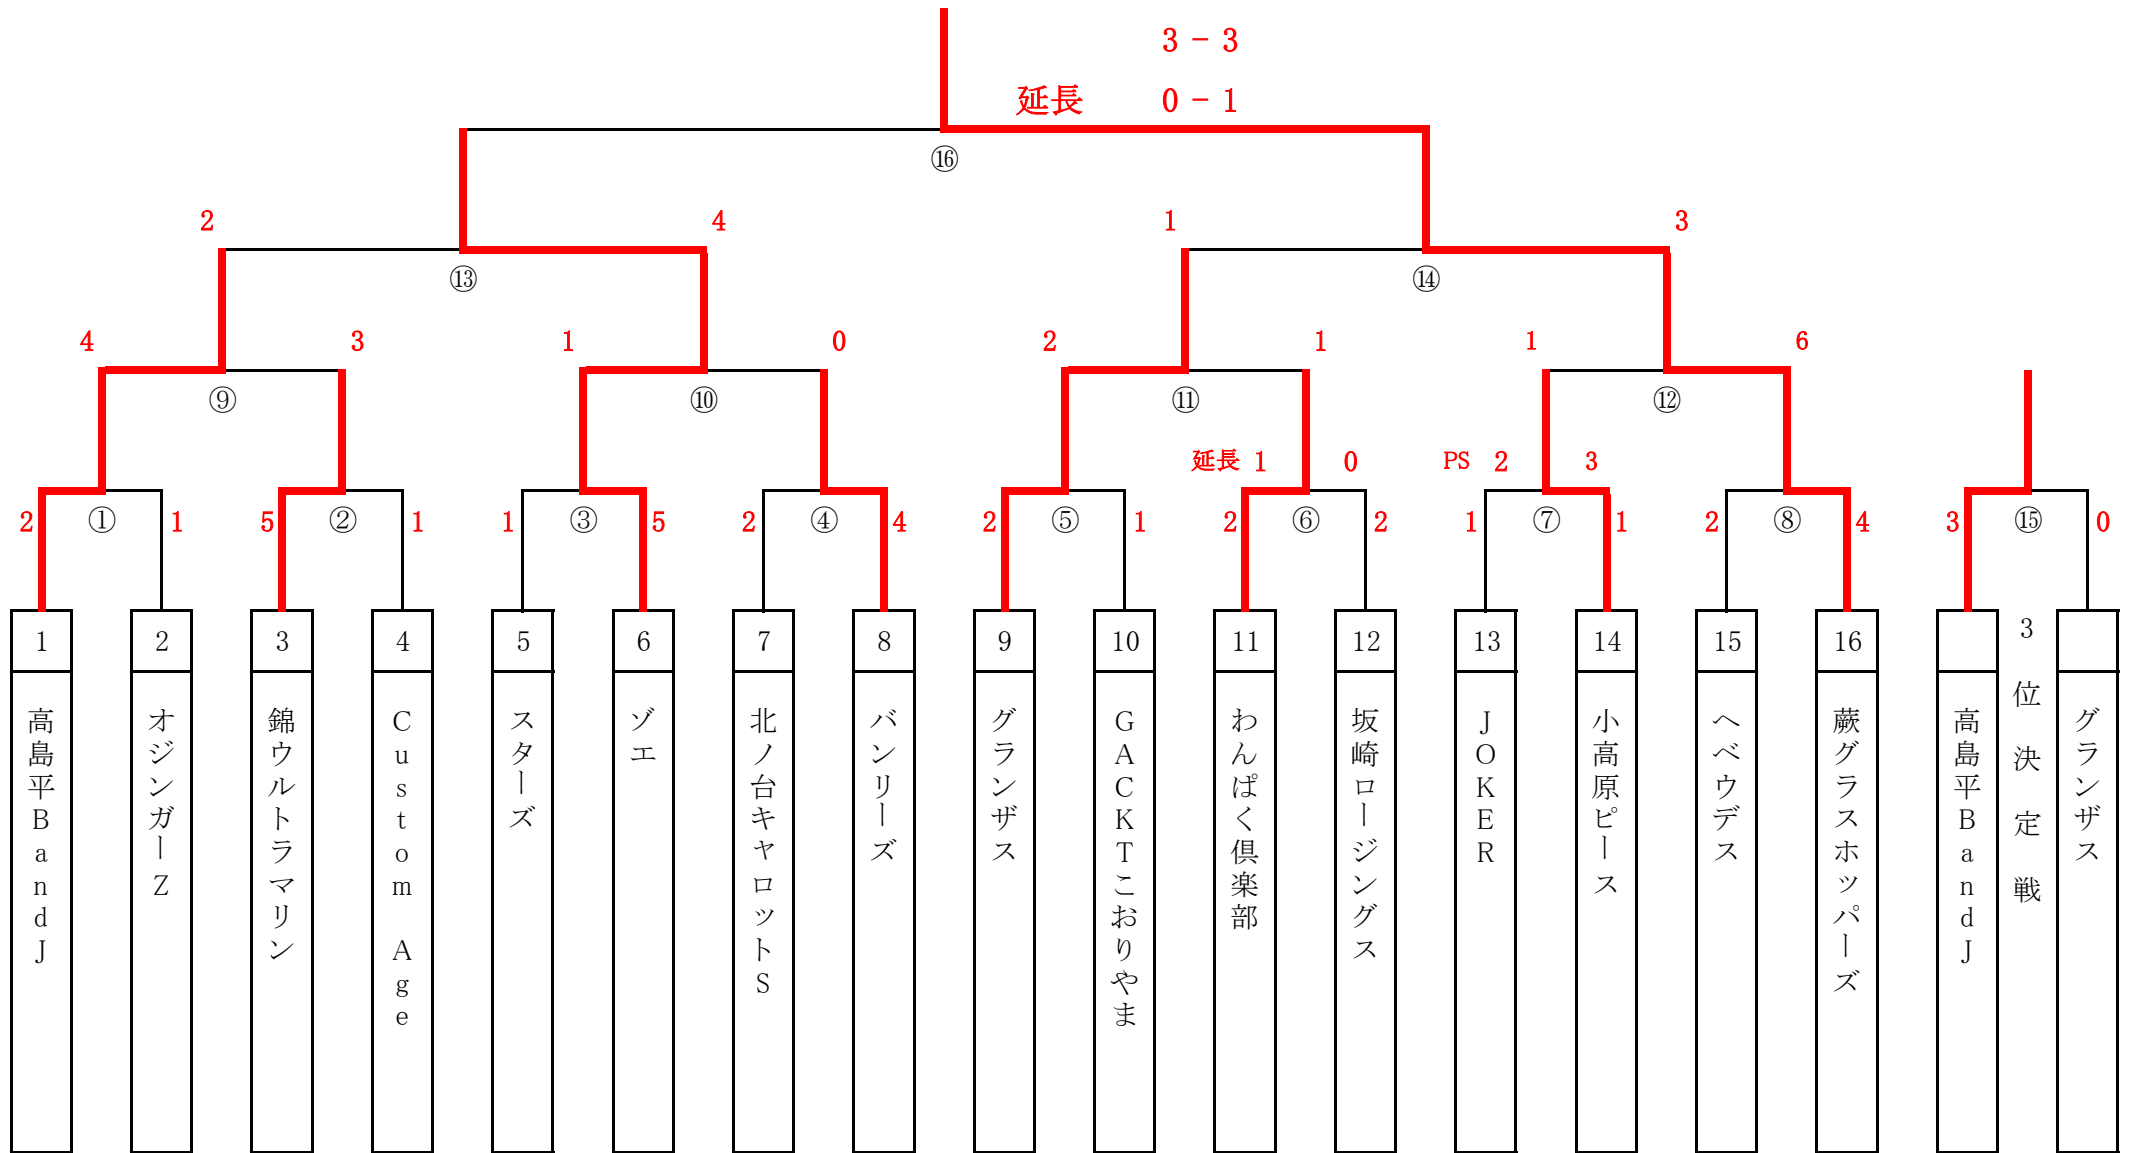 3 - 3
延長 0 - 1
⑯
2 4 1 3
⑬ ⑭
4 3 1 0 2 1 1 6
⑨ ⑩ ⑪ ⑫
延長 1 0 PS 2 3
2 ① 1 5 ② 1 1 ③ 5 2 ④ 4 2 ⑤ 1 2 ⑥ 2 1 ⑦ 1 2 ⑧ 4 3 ⑮ 0
1 2 3 4 5 6 7 8 9 10 11 12 13 14 15 16
高島平BandJ
オジンガーZ
錦ウルトラマリン
Custom Age
スターズ
ゾエ
北ノ台キャロットS
バンリーズ
グランザス
GACKTこおりやま
わんぱく倶楽部
坂崎ロージングス
JOKER
小高原ピース
ヘベウデス
蕨グラスホッパーズ
高島平BandJ
3位決定戦
グランザス